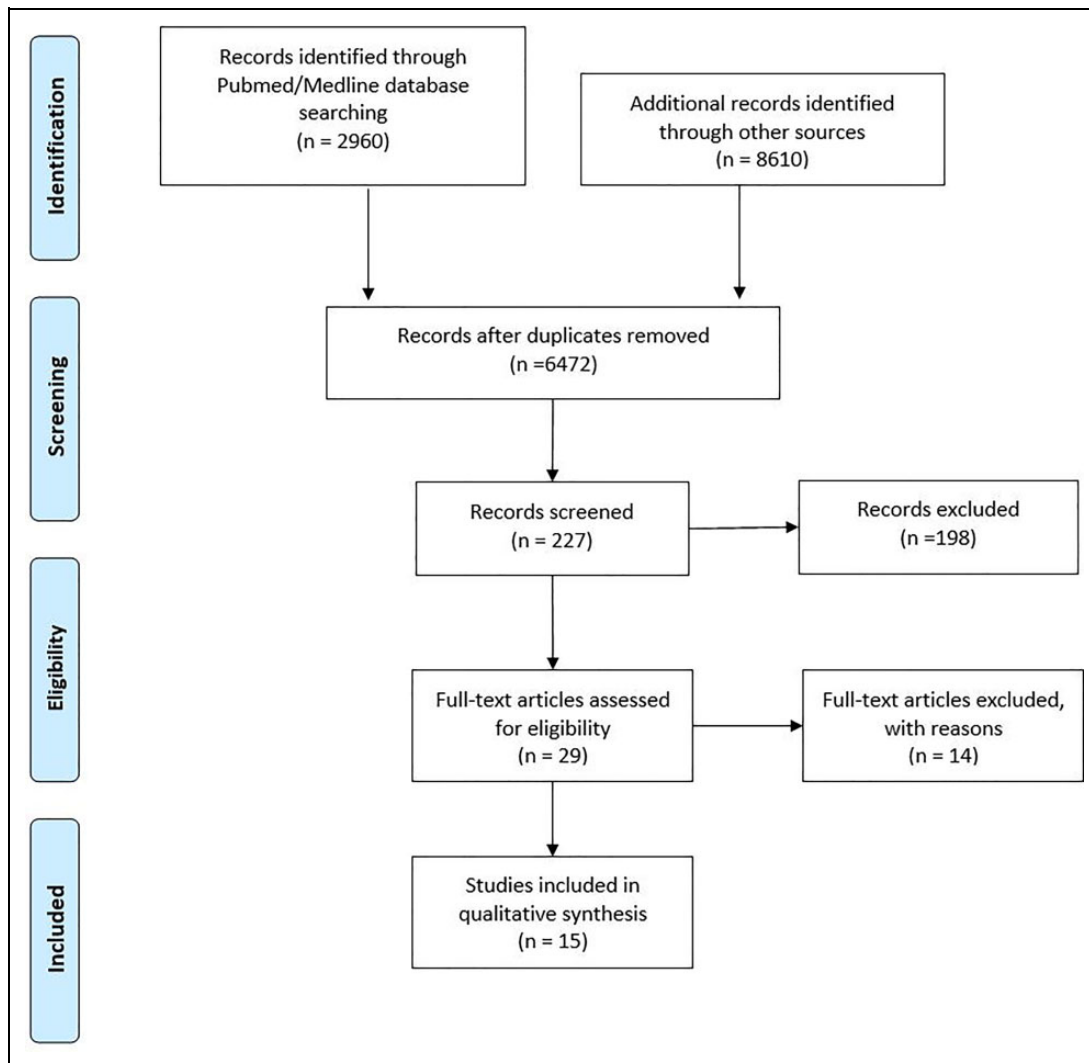 Identification
Records identified through
Pubmed/Medline database
searching
(n = 2960)
Additional records identified
through other sources
(n = 8610)
Screening
Records after duplicates removed
(n =6472)
Records screened
(n = 227)
Records excluded
(n =198)
Eligibility
Full-text articles assessed
for eligibility
(n = 29)
Full-text articles excluded,
with reasons
(n = 14)
Included
Studies included in
qualitative synthesis
(n = 15)